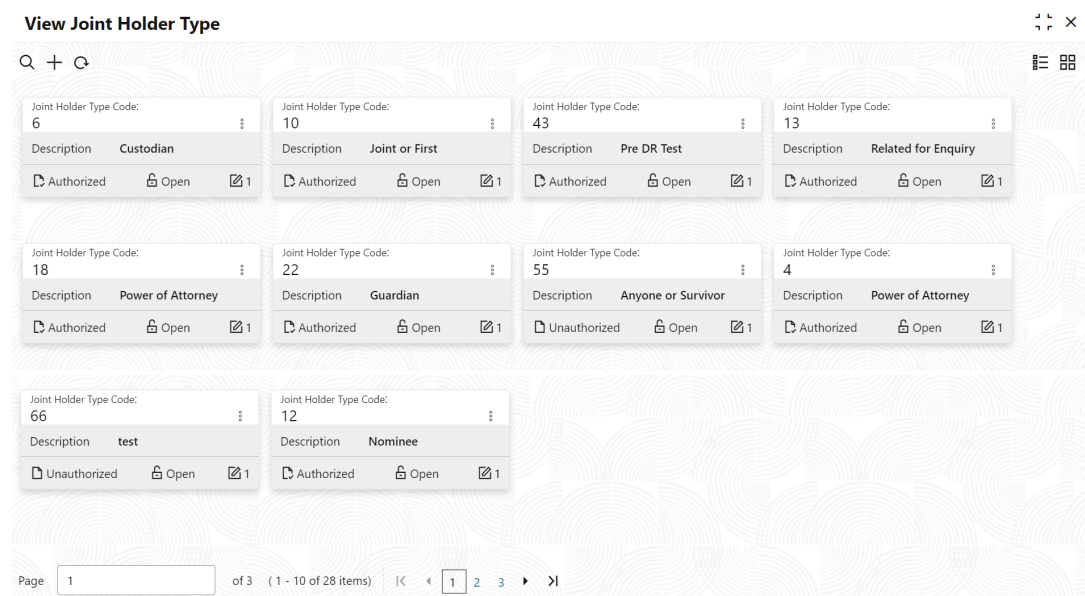 View Joint Holder Type
Joint Holder Type Code:
6
Description Custodian
Authorized Open 1
Joint Holder Type Code:
10
Description Joint or First
Authorized Open 1
Joint Holder Type Code:
43
Description Pre DR Test
Authorized Open 1
Joint Holder Type Code:
13
Description Related for Enquiry
Authorized Open 1
Joint Holder Type Code:
18
Description Power of Attorney
Authorized Open 1
Joint Holder Type Code:
22
Description Guardian
Authorized Open 1
Joint Holder Type Code:
55
Description Anyone or Survivor
Unauthorized Open 1
Joint Holder Type Code:
4
Description Power of Attorney
Authorized Open 1
Joint Holder Type Code:
66
Description test
Unauthorized Open 1
Joint Holder Type Code:
12
Description Nominee
Authorized Open 1
Page 1 of 3 ( 1 - 10 of 28 items) 1 2 3